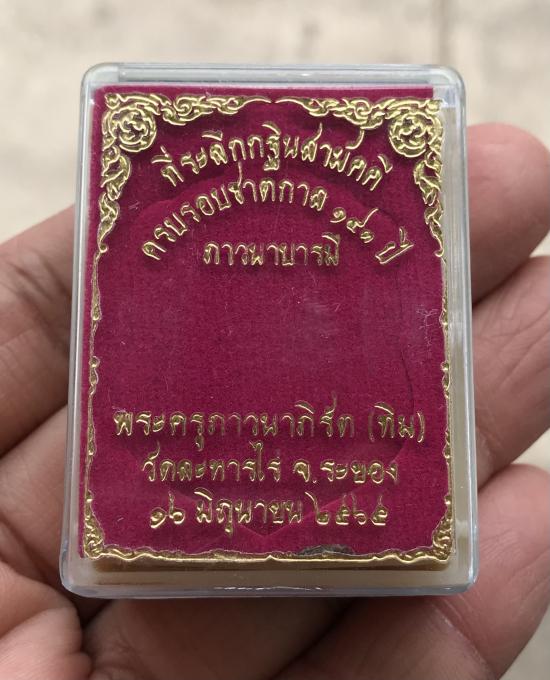 ที่ระลึกกฐินสามัคคี
ครบรอบชาตกาล ๑๔๑ ปี
ภาวนาบารมี
พระครูภาวนาภิรัต (ทิม)
วัดละหารไร่ จ.ระยอง
๑๖ มิถุนายน ๒๕๖๕